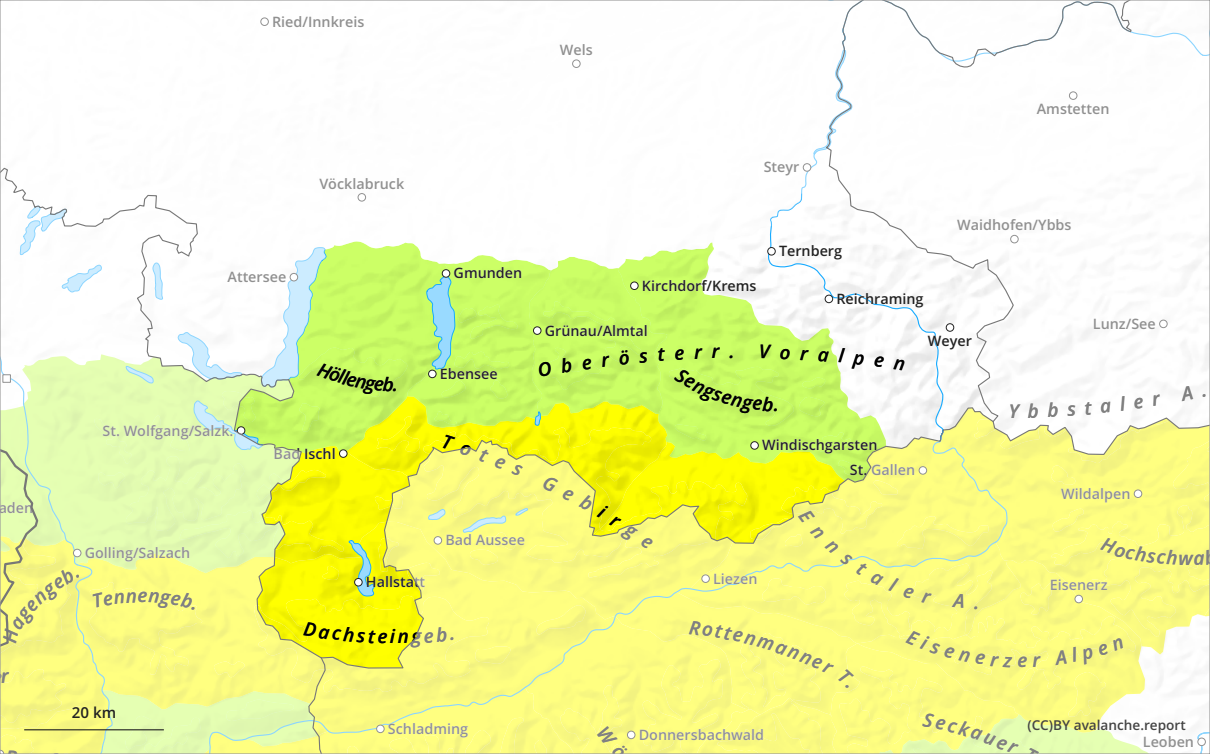 Ried/Innkreis
Wels
Amstetten
Steyr
Vöcklabruck
Waidhofen/Ybbs
Ternberg
Attersee
Gmunden
Kirchdorf/Krems
Reichraming
Lunz/See
Grünau/Almtal
Weyer
Oberösterr. Voralpen
Höllengeb.
Ebensee
Sengsengeb.
Ybbstaler A.
St. Wolfgang/Salzk.
Bad Ischl
Totes Gebirge
Windischgarsten
St. Gallen
Wildalpen
aden
Bad Aussee
Ennstaler A.
Golling/Salzach
Hochschwab
Hagengeb.
Tennengeb.
Hallstatt
Liezen
Eisenerz
Dachsteingeb.
Rottenmanner T.
Eisenerzer Alpen
r
20 km
Schladming
Donnersbachwald
Wö
Seckauer T
(CC)BY avalanche.report
Leoben